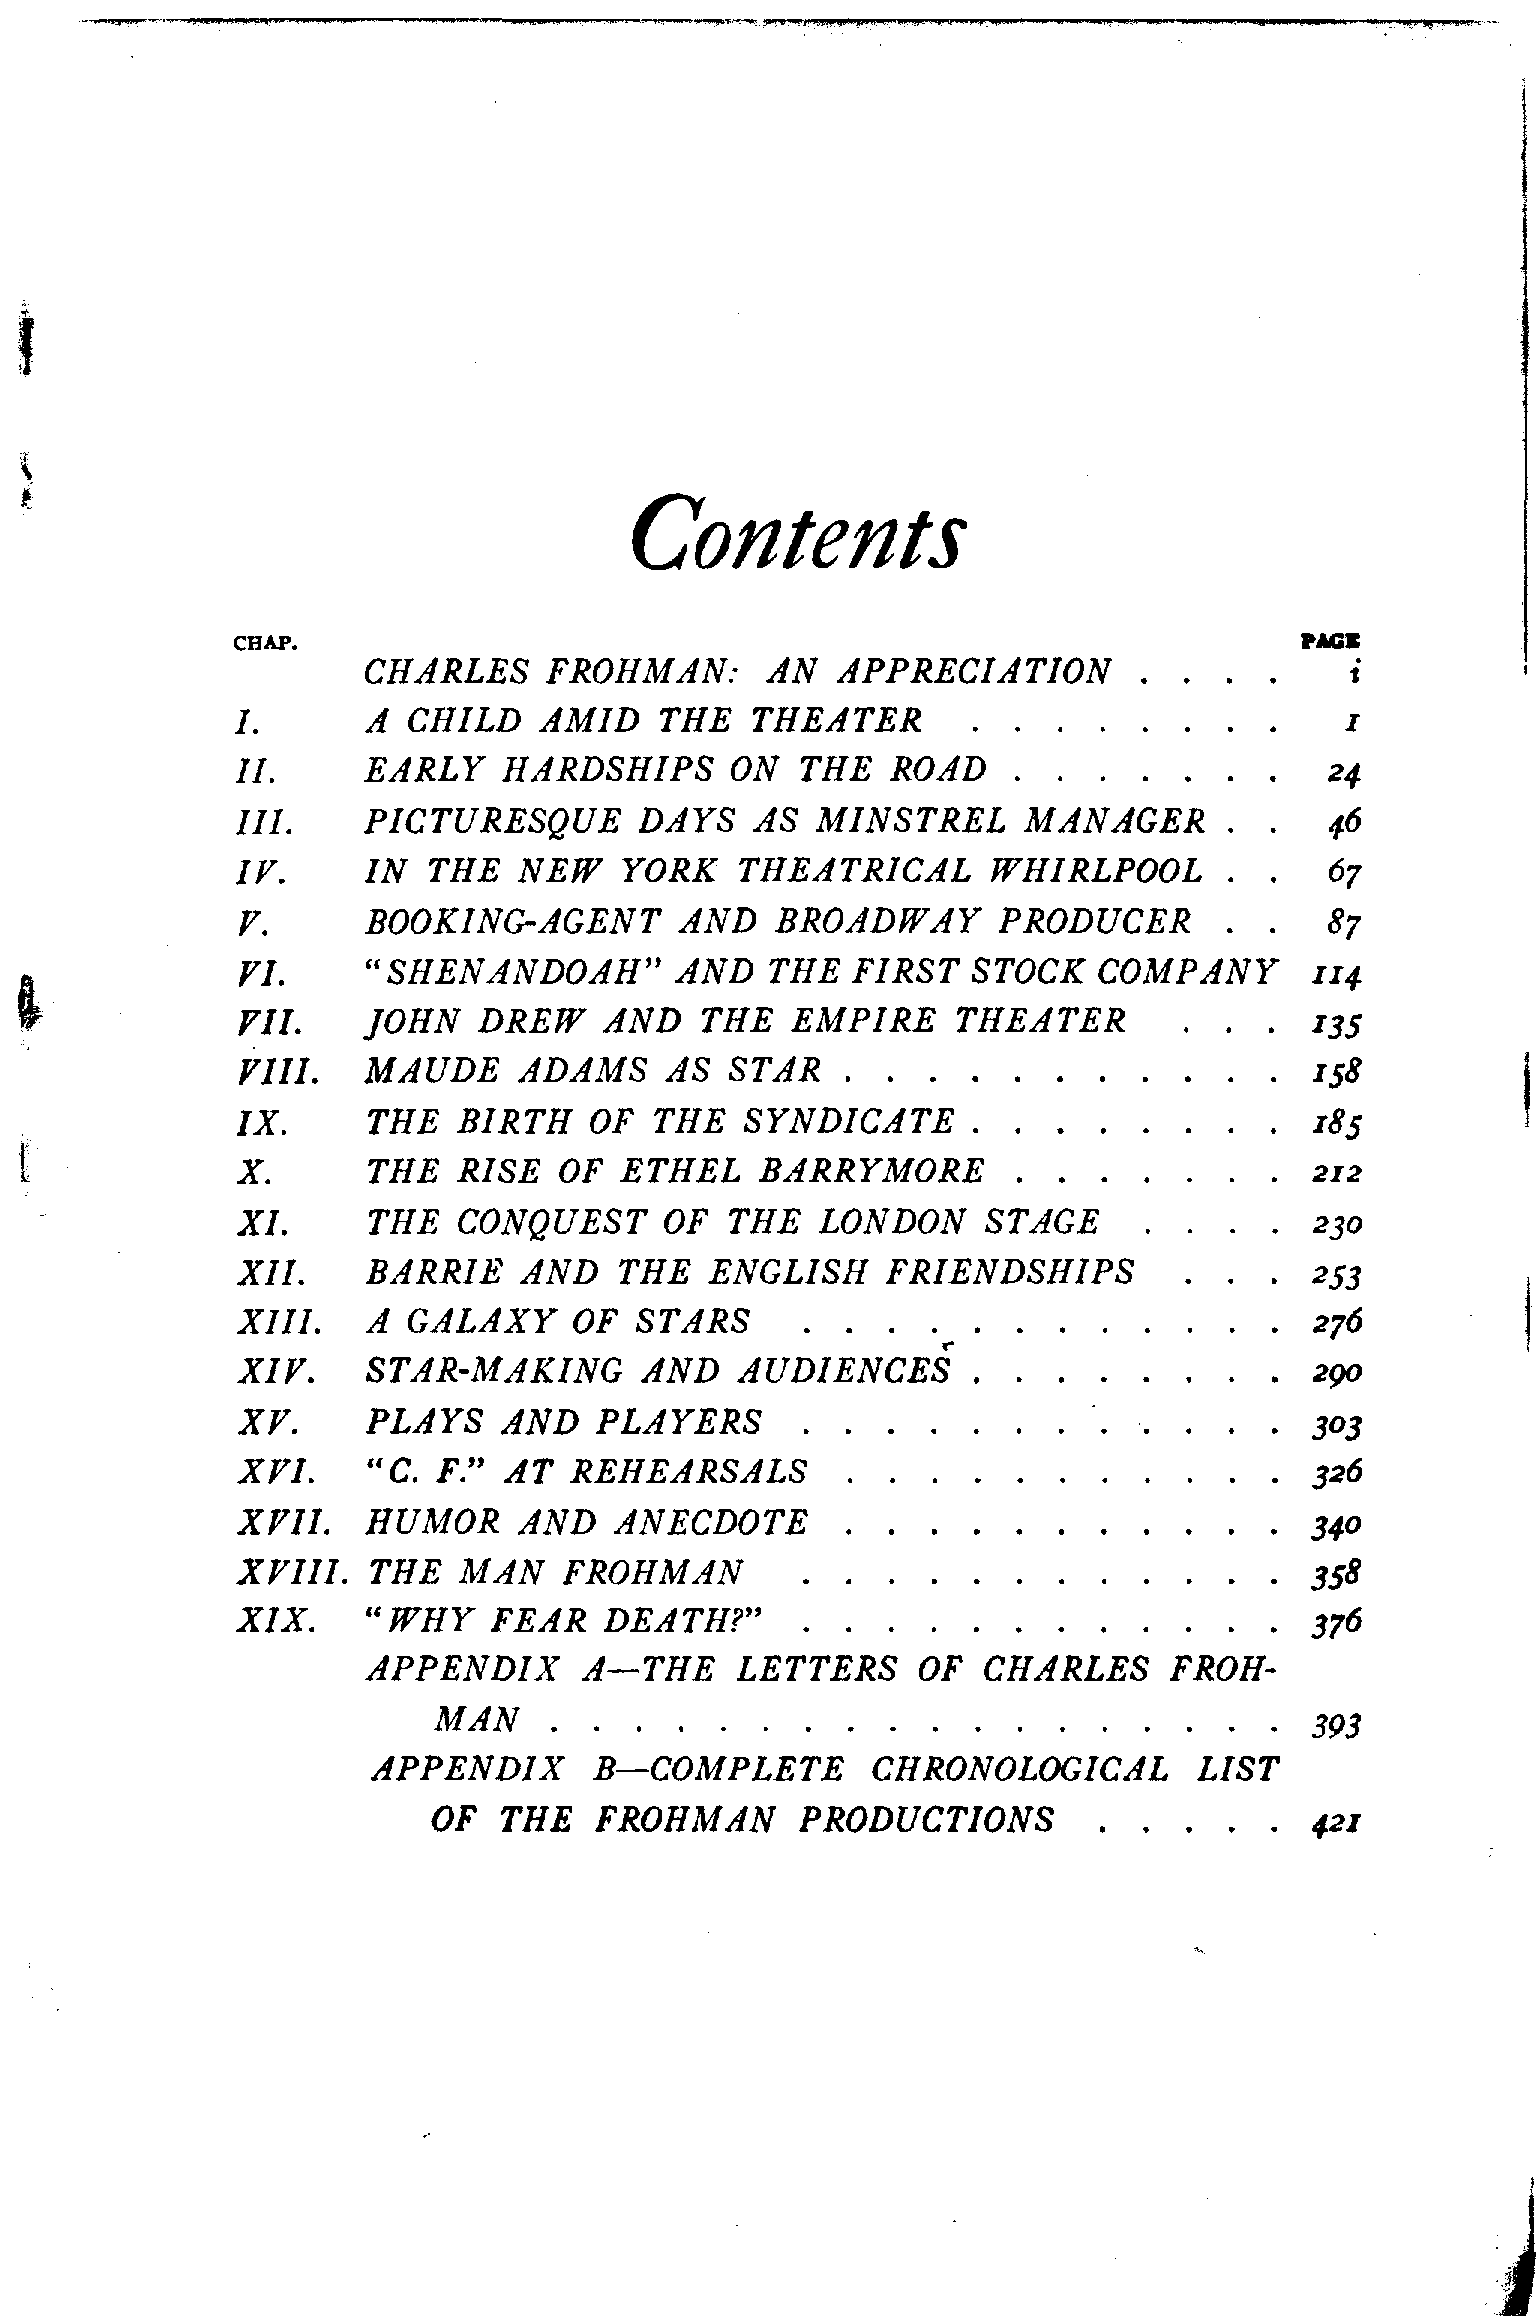 Contents
CHAP. PAGE
CHARLES FROHMAN: AN APPRECIATION . . . . i
I. A CHILD AMID THE THEATER . . . . . . . . 1
II. EARLY HARDSHIPS ON THE ROAD . . . . . . . 24
III. PICTURESQUE DAYS AS MINSTREL MANAGER . . 46
IV. IN THE NEW YORK THEATRICAL WHIRLPOOL . . 67
V. BOOKING-AGENT AND BROADWAY PRODUCER . . 87
VI. "SHENANDOAH" AND THE FIRST STOCK COMPANY 114
VII. JOHN DREW AND THE EMPIRE THEATER . . . 135
VIII. MAUDE ADAMS AS STAR . . . . . . . . . . . 158
IX. THE BIRTH OF THE SYNDICATE . . . . . . . . 185
X. THE RISE OF ETHEL BARRYMORE . . . . . . . 212
XI. THE CONQUEST OF THE LONDON STAGE . . . . 230
XII. BARRIE AND THE ENGLISH FRIENDSHIPS . . . 253
XIII. A GALAXY OF STARS . . . . . . . . . . . . 276
XIV. STAR-MAKING AND AUDIENCES . . . . . . . . 290
XV. PLAYS AND PLAYERS . . . . . . . . . . . . 303
XVI. "C. F." AT REHEARSALS . . . . . . . . . . . 326
XVII. HUMOR AND ANECDOTE . . . . . . . . . . . 340
XVIII. THE MAN FROHMAN . . . . . . . . . . . . 358
XIX. "WHY FEAR DEATH?" . . . . . . . . . . . . 376
APPENDIX A—THE LETTERS OF CHARLES FROH-
MAN . . . . . . . . . . . . . . . . . . 393
APPENDIX B—COMPLETE CHRONOLOGICAL LIST
OF THE FROHMAN PRODUCTIONS . . . . . 421